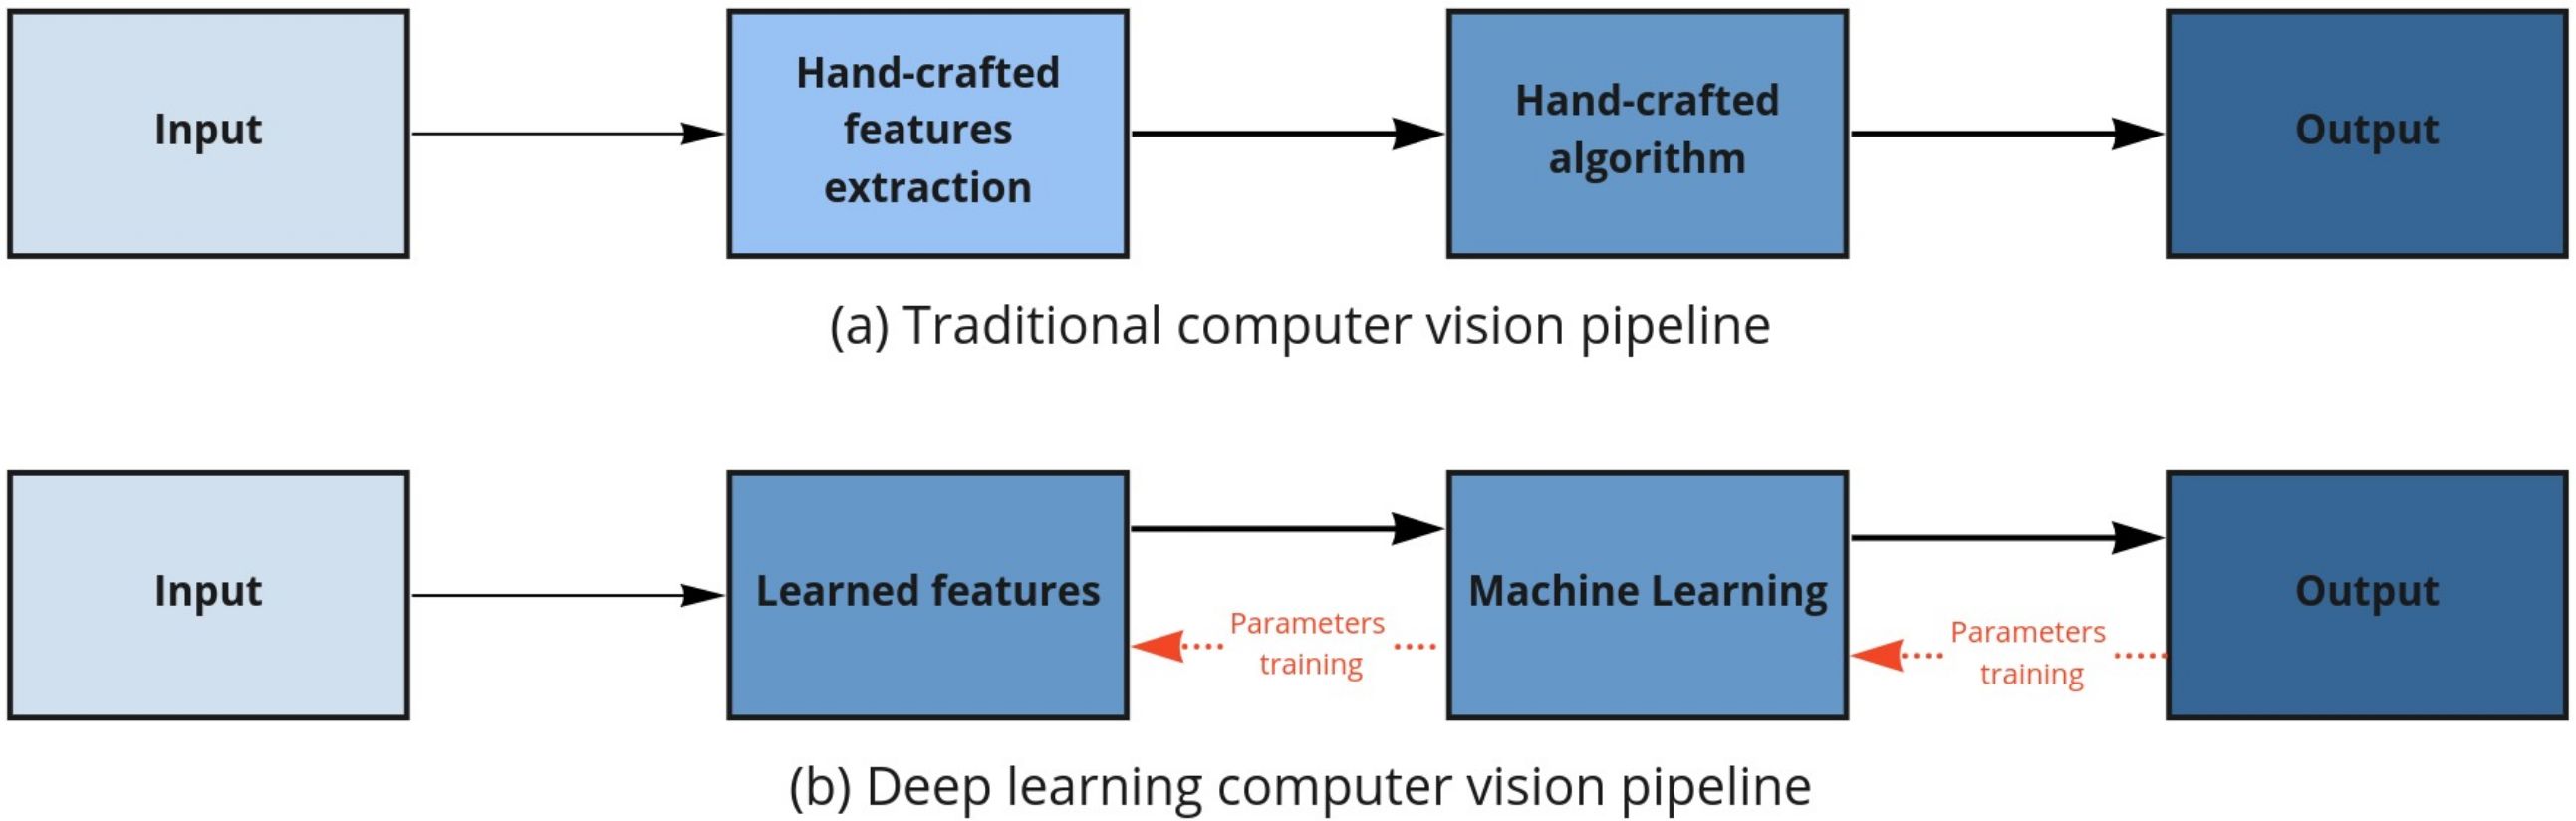 Input
Hand-crafted
features
extraction
Hand-crafted
algorithm
Output
(a) Traditional computer vision pipeline
Input
Learned features
Parameters
training
Machine Learning
Parameters
training
Output
(b) Deep learning computer vision pipeline